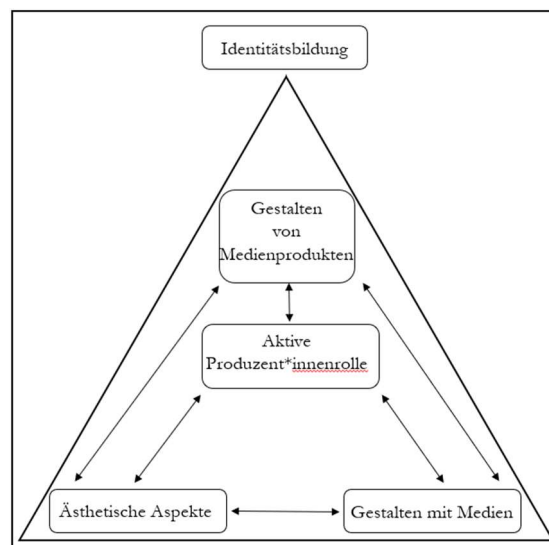 Identitätsbildung
Gestalten
von
Medienprodukten
Aktive
Produzent*innenrolle
Ästhetische Aspekte
Gestalten mit Medien